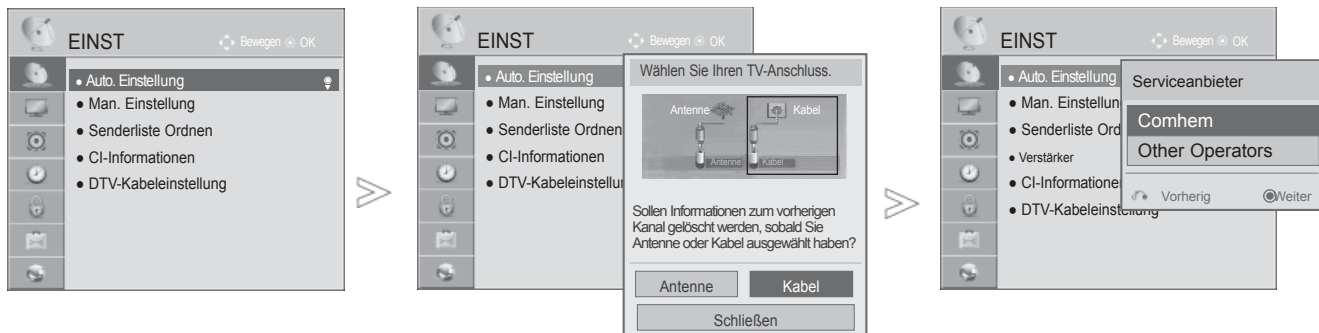 EINST
Bewegen OK
• Auto. Einstellung
• Man. Einstellung
• Senderliste Ordnen
• CI-Informationen
• DTV-Kabeleinstellung
EINST
Bewegen OK
• Auto. Einstellung
• Man. Einstellung
• Senderliste Ordnen
• CI-Informationen
• DTV-Kabeleinstellu
Wählen Sie Ihren TV-Anschluss.
Antenne
Kabel
Antenne
Kabel
Sollen Informationen zum vorherigen
Kanal gelöscht werden, sobald Sie
Antenne oder Kabel ausgewählt haben?
Antenne
Kabel
Schließen
EINST
Bewegen OK
• Auto. Einstellung
• Man. Einstellun
• Senderliste Ord
• Verstärker
• CI-Informatione
• DTV-Kabeleinstellung
Serviceanbieter
Comhem
Other Operators
Vorherig
Weiter